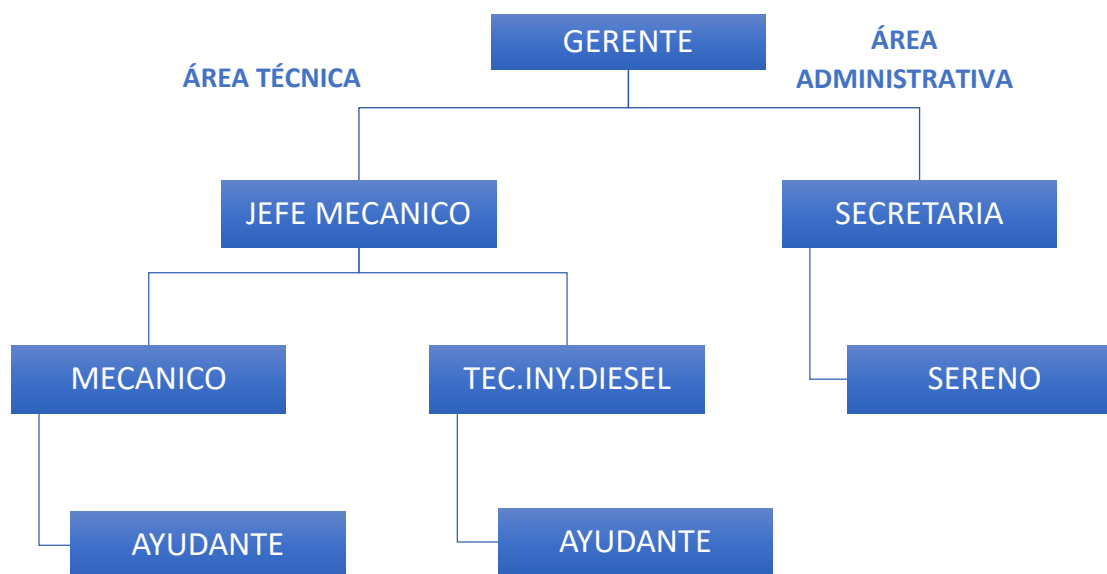 GERENTE
ÁREA TÉCNICA
ÁREA
ADMINISTRATIVA
JEFE MECANICO
SECRETARIA
MECANICO
TEC.INY.DIESEL
SERENO
AYUDANTE
AYUDANTE